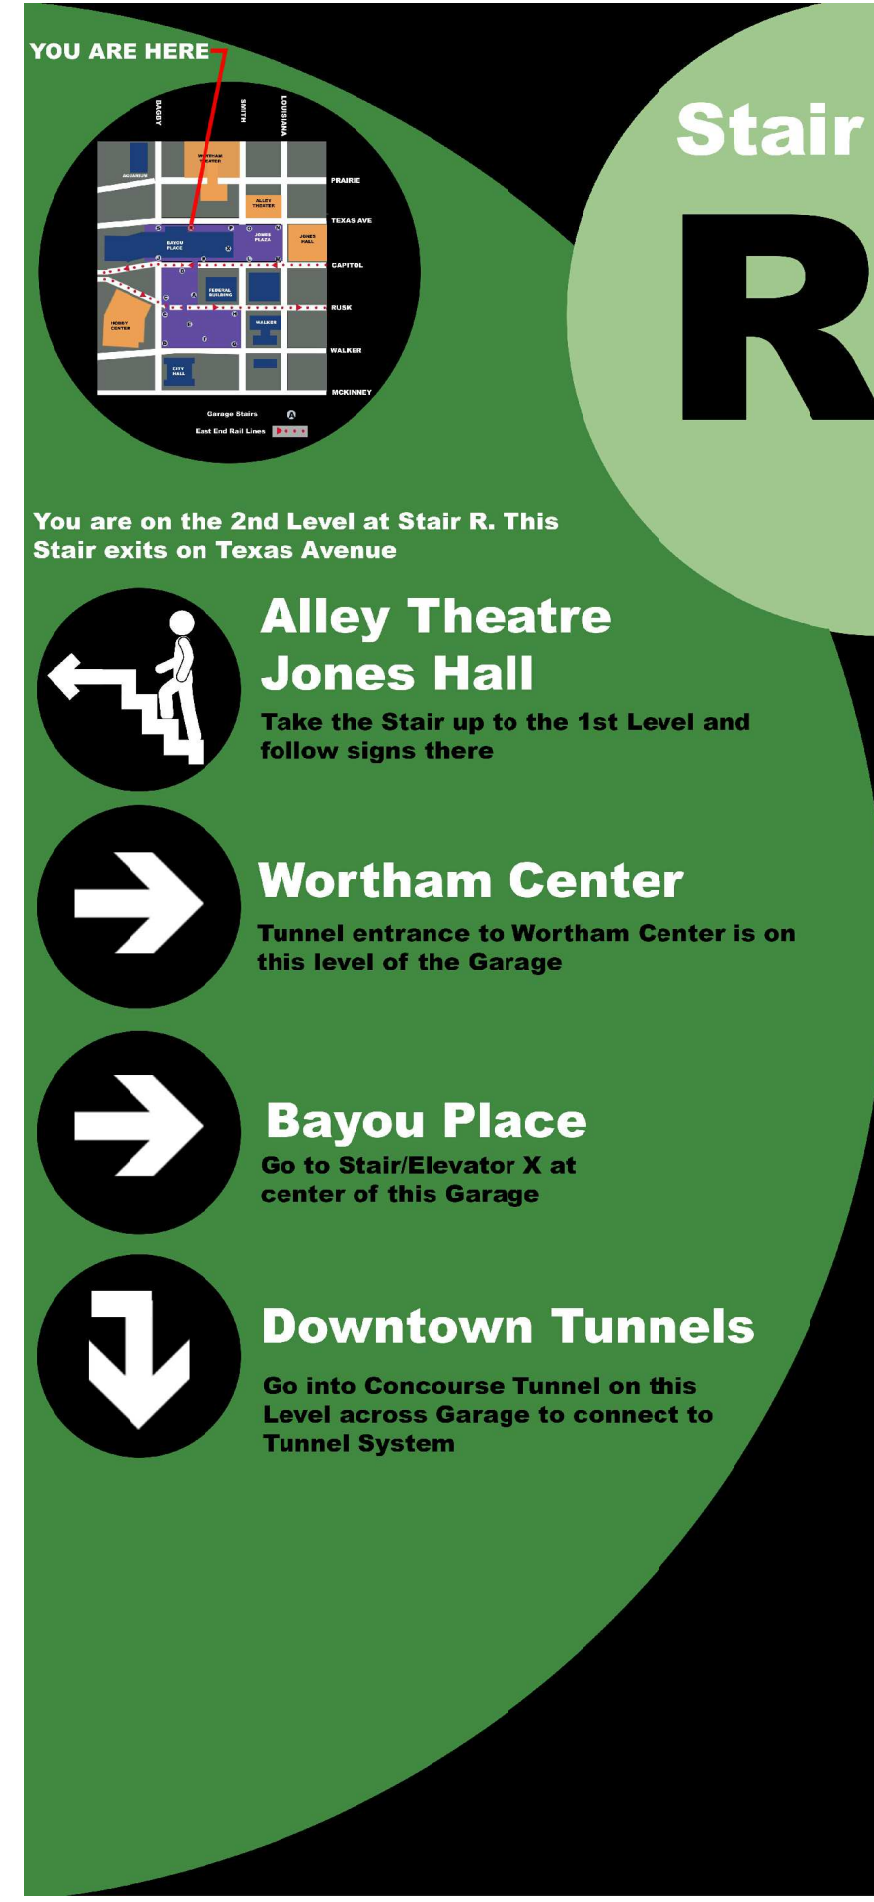 YOU ARE HERE
Stair
R
BAGBY
SMITH
LOUISIANA
WORTHAM
THEATER
AQUARIUM
PRAIRIE
ALLEY
THEATER
TEXAS AVE
BAYOU
PLACE
JONES
PLAZA
JONES
HALL
CAPITOL
FEDERAL
BUILDING
RUSK
HOBBY
CENTER
WALKER
WALKER
CITY
HALL
MCKINNEY
Garage Stairs A
East End Rail Lines
You are on the 2nd Level at Stair R. This
Stair exits on Texas Avenue
Alley Theatre
Jones Hall
Take the Stair up to the 1st Level and
follow signs there
Wortham Center
Tunnel entrance to Wortham Center is on
this level of the Garage
Bayou Place
Go to Stair/Elevator X at
center of this Garage
Downtown Tunnels
Go into Concourse Tunnel on this
Level across Garage to connect to
Tunnel System